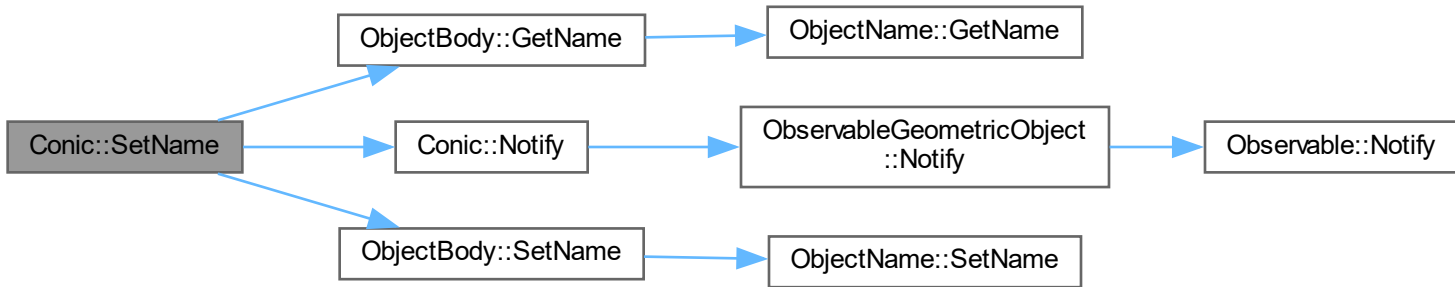 Conic::SetName
ObjectBody::GetName
ObjectName::GetName
Conic::Notify
ObservableGeometricObject
::Notify
Observable::Notify
ObjectBody::SetName
ObjectName::SetName